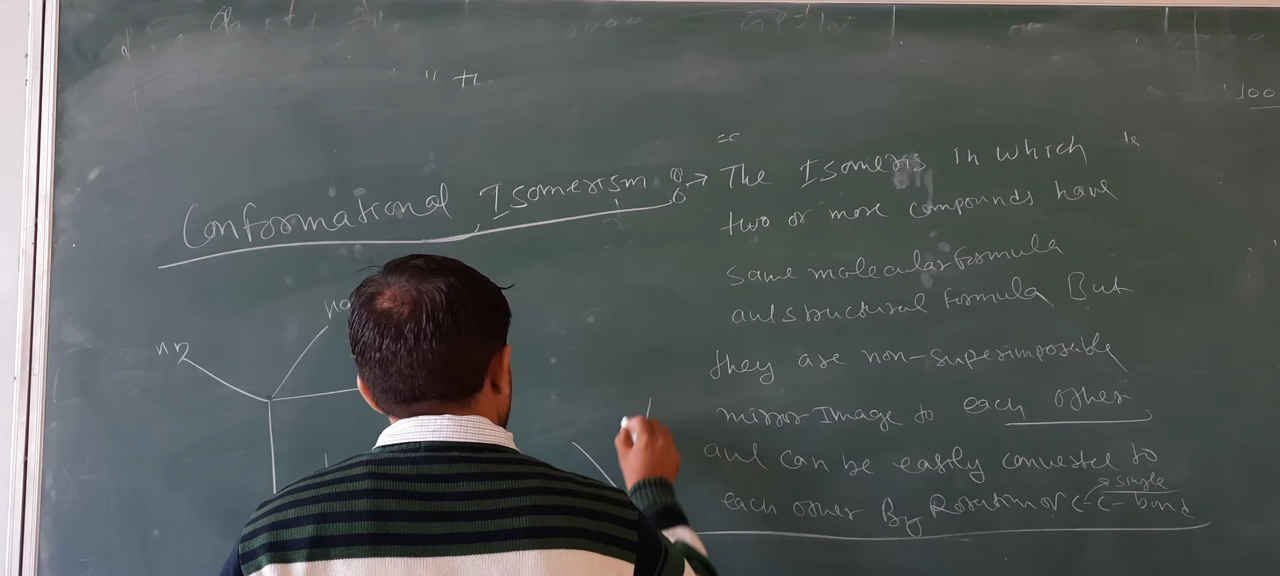 Conformational Isomerism :→ The Isomeris in which
two or more compounds have
same molecular formula
and structural formula But
they are non-superimposable
mirror-Image to each other
and can be easily converted to
each other By Rotation of C-C- bond
single
100